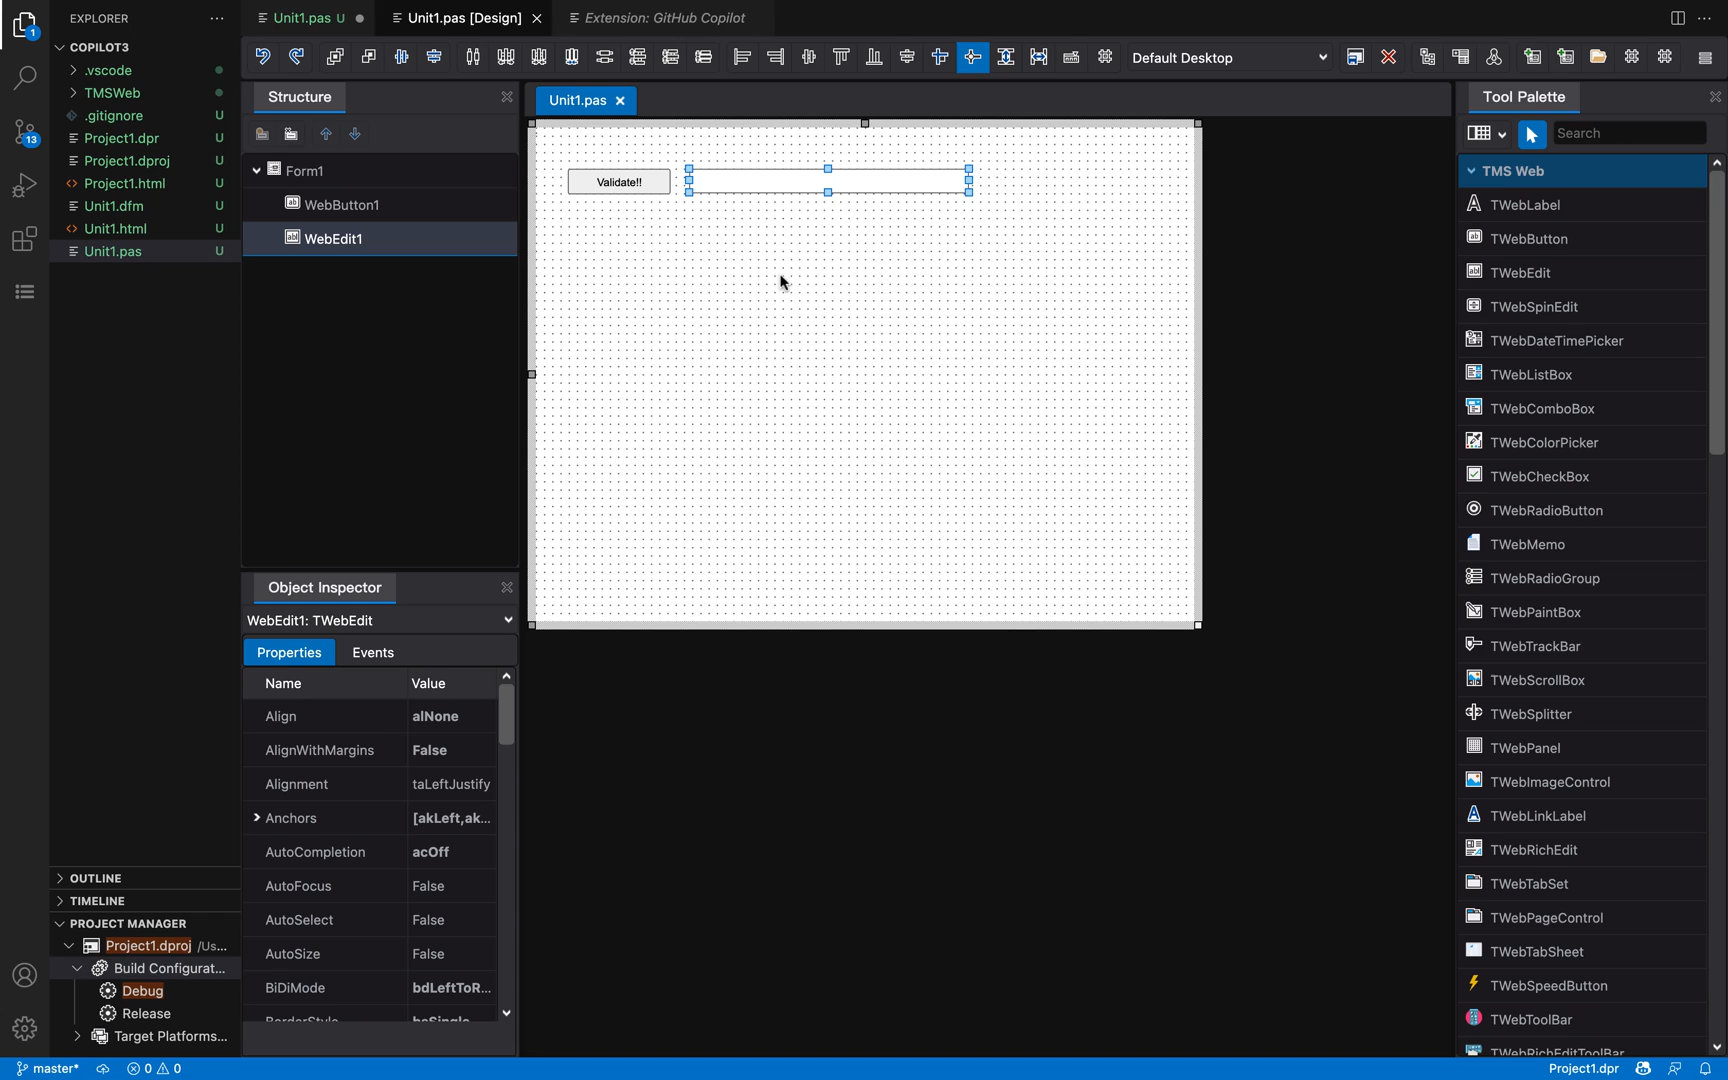 EXPLORER
Unit1.pas U
Unit1.pas [Design]
Extension: GitHub Copilot
COPILOT3
.vscode
TMSWeb
.gitignore U
Project1.dpr U
Project1.dproj U
Project1.html U
Unit1.dfm U
Unit1.html U
Unit1.pas U
1
13
OUTLINE
TIMELINE
PROJECT MANAGER
Project1.dproj /Us...
Build Configurat...
Debug
Release
Target Platforms...
Default Desktop
Structure
Form1
WebButton1
WebEdit1
Object Inspector
WebEdit1: TWebEdit
Properties Events
Name Value
Align alNone
AlignWithMargins False
Alignment taLeftJustify
Anchors [akLeft,ak...
AutoCompletion acOff
AutoFocus False
AutoSelect False
AutoSize False
BiDiMode bdLeftToR...
BorderStyle bsSingle
Unit1.pas
Validate!!
Tool Palette
Search
TMS Web
TWebLabel
TWebButton
TWebEdit
TWebSpinEdit
TWebDateTimePicker
TWebListBox
TWebComboBox
TWebColorPicker
TWebCheckBox
TWebRadioButton
TWebMemo
TWebRadioGroup
TWebPaintBox
TWebTrackBar
TWebScrollBox
TWebSplitter
TWebPanel
TWebImageControl
TWebLinkLabel
TWebRichEdit
TWebTabSet
TWebPageControl
TWebTabSheet
TWebSpeedButton
TWebToolBar
TWebRichEditToolBar
master* 0 0
Project1.dpr